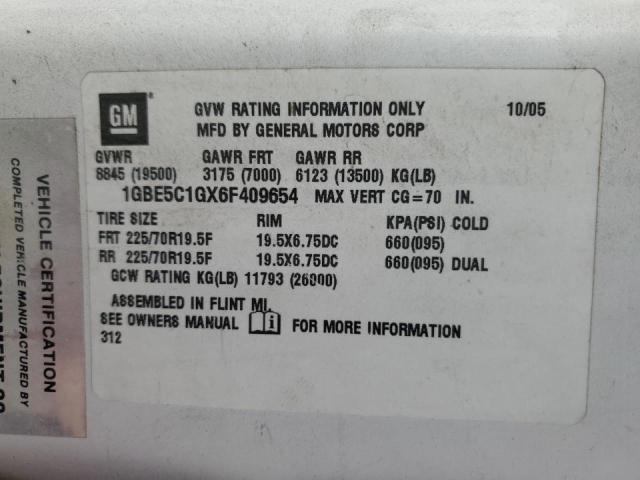 GM
GVW RATING INFORMATION ONLY 10/05
MFD BY GENERAL MOTORS CORP
GVWR GAWR FRT GAWR RR
8845 (19500) 3175 (7000) 6123 (13500) KG(LB)
1GBE5C1GX6F409654 MAX VERT CG=70 IN.
TIRE SIZE RIM KPA(PSI) COLD
FRT 225/70R19.5F 19.5X6.75DC 660(095)
RR 225/70R19.5F 19.5X6.75DC 660(095) DUAL
GCW RATING KG(LB) 11793 (26000)
ASSEMBLED IN FLINT MI.
SEE OWNERS MANUAL i FOR MORE INFORMATION
312
VEHICLE CERTIFICATION
COMPLETED VEHICLE MANUFACTURED BY